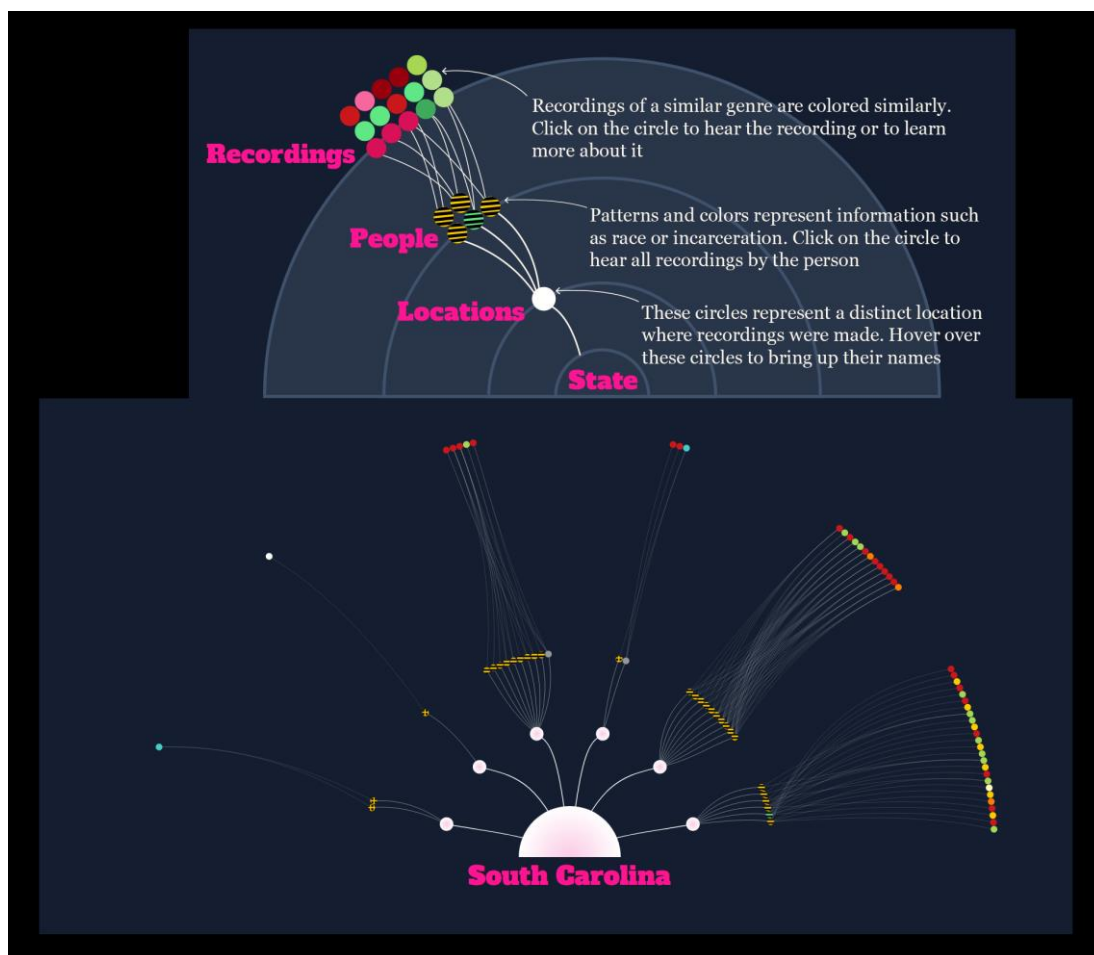 Recordings of a similar genre are colored similarly.
Click on the circle to hear the recording or to learn
more about it
Recordings
Patterns and colors represent information such
as race or incarceration. Click on the circle to
hear all recordings by the person
People
These circles represent a distinct location
where recordings were made. Hover over
these circles to bring up their names
Locations
State
South Carolina